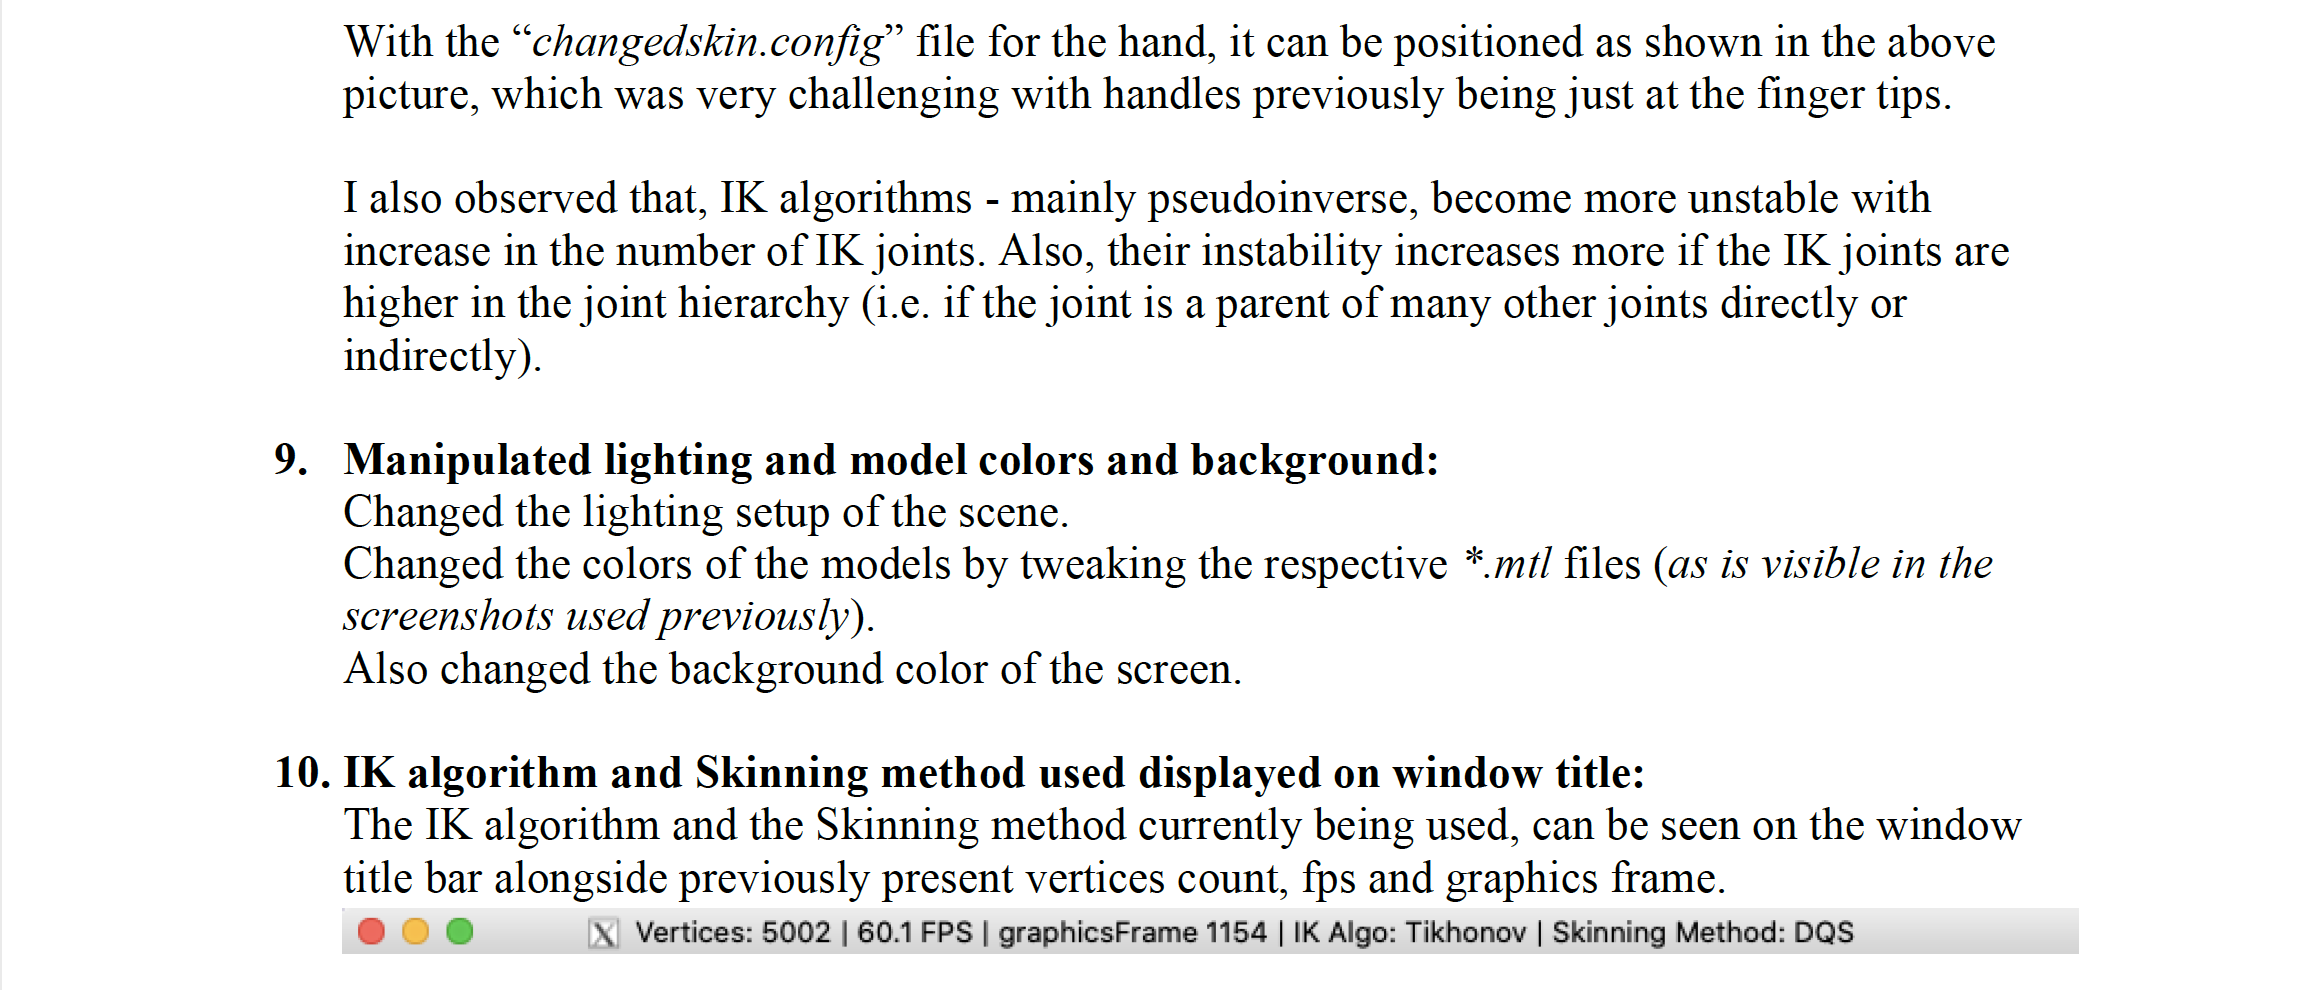 With the “changedskin.config” file for the hand, it can be positioned as shown in the above
picture, which was very challenging with handles previously being just at the finger tips.
I also observed that, IK algorithms - mainly pseudoinverse, become more unstable with
increase in the number of IK joints. Also, their instability increases more if the IK joints are
higher in the joint hierarchy (i.e. if the joint is a parent of many other joints directly or
indirectly).
9. Manipulated lighting and model colors and background:
Changed the lighting setup of the scene.
Changed the colors of the models by tweaking the respective *.mtl files (as is visible in the
screenshots used previously).
Also changed the background color of the screen.
10. IK algorithm and Skinning method used displayed on window title:
The IK algorithm and the Skinning method currently being used, can be seen on the window
title bar alongside previously present vertices count, fps and graphics frame.
Vertices: 5002 | 60.1 FPS | graphicsFrame 1154 | IK Algo: Tikhonov | Skinning Method: DQS